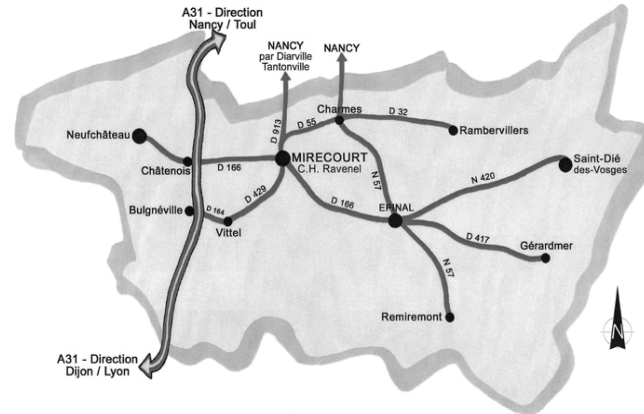 A31 - Direction
Nancy / Toul
NANCY
par Diarville
Tantonville
NANCY
Charmes
D 32
D 55
D 913
Rambervillers
Neufchâteau
Châtenois
D 166
MIRECOURT
C.H. Ravenel
N 57
N 420
Saint-Dié
des-Vosges
Bulgnéville
D 164
D 429
Vittel
D 166
EPINAL
D 417
Gérardmer
N 57
Remiremont
A31 - Direction
Dijon / Lyon
N